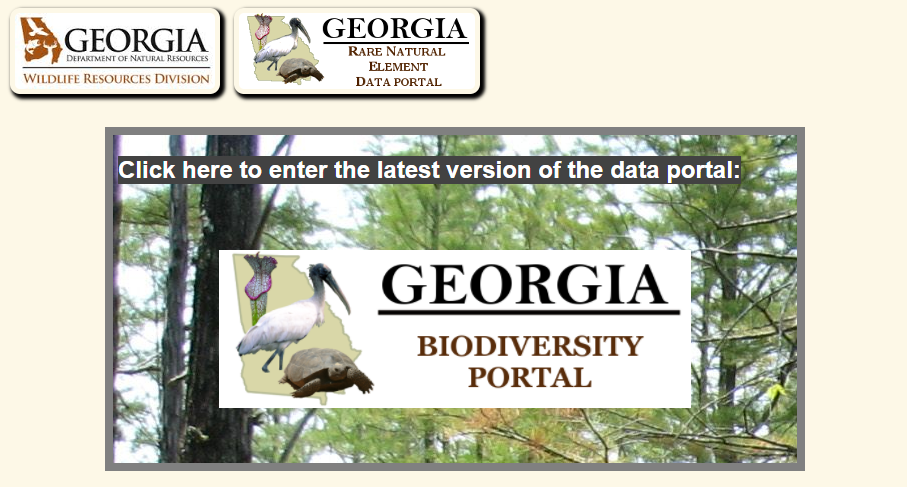 GEORGIA
DEPARTMENT OF NATURAL RESOURCES
WILDLIFE RESOURCES DIVISION
GEORGIA
RARE NATURAL
ELEMENT
DATA PORTAL
Click here to enter the latest version of the data portal:
GEORGIA
BIODIVERSITY
PORTAL